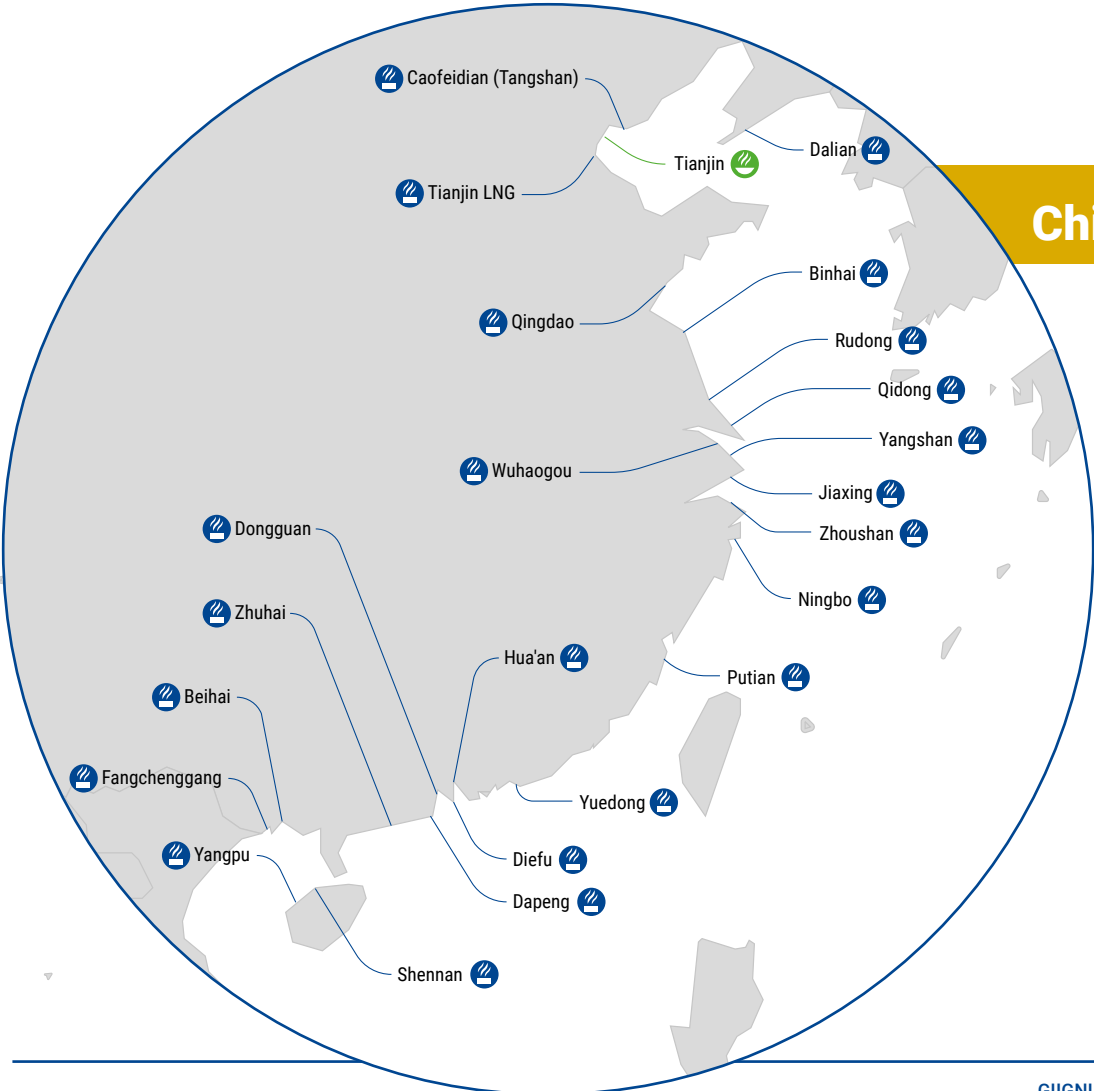 Caofeidian (Tangshan)
Dalian
Tianjin
Tianjin LNG
Chi
Binhai
Qingdao
Rudong
Qidong
Yangshan
Wuhaogou
Jiaxing
Dongguan
Zhoushan
Ningbo
Zhuhai
Hua'an
Putian
Beihai
Fangchenggang
Yuedong
Yangpu
Diefu
Dapeng
Shennan
GIIGNL